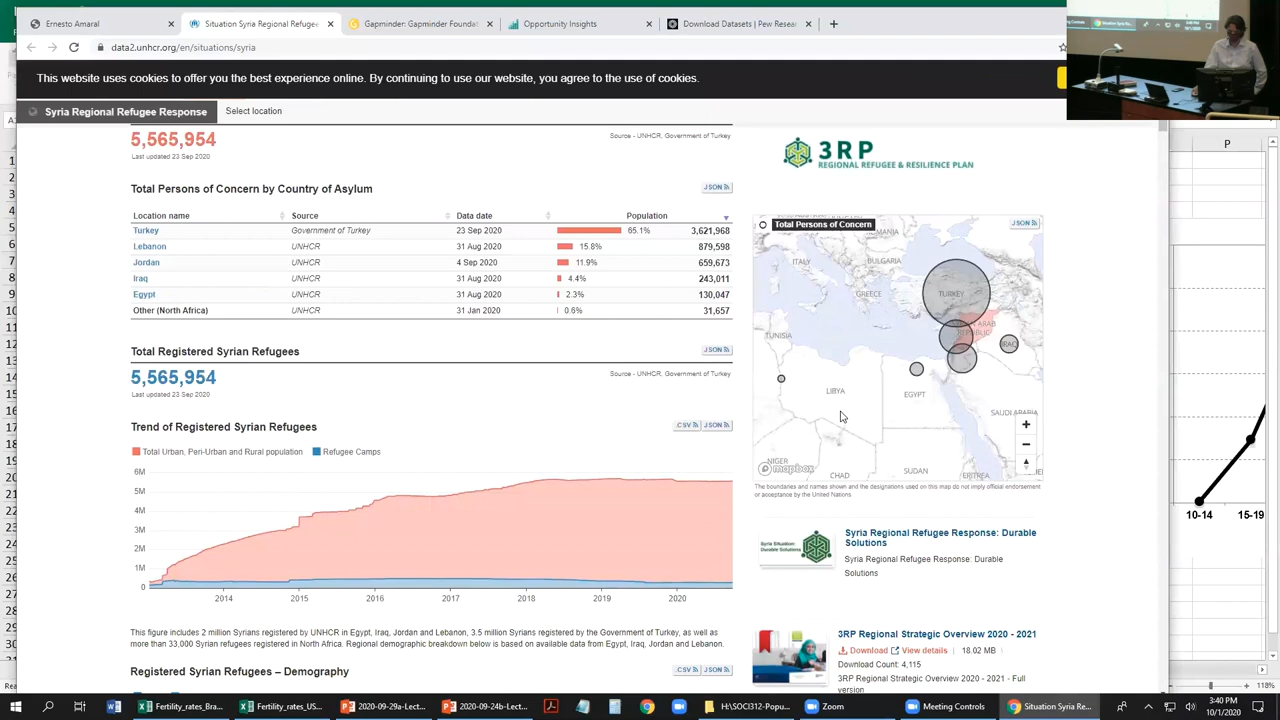 Ernesto Amaral
Situation Syria Regional Refugee
Gapminder: Gapminder Foundat
Opportunity Insights
Download Datasets | Pew Resea
data2.unhcr.org/en/situations/syria
This website uses cookies to offer you the best experience online. By continuing to use our website, you agree to the use of cookies.
Syria Regional Refugee Response
Select location
5,565,954
Source - UNHCR, Government of Turkey
Last updated 23 Sep 2020
Total Persons of Concern by Country of Asylum
JSON
Location name Source Data date Population
Turkey Government of Turkey 23 Sep 2020 65.1% 3,621,968
Lebanon UNHCR 31 Aug 2020 15.8% 879,598
Jordan UNHCR 4 Sep 2020 11.9% 659,673
Iraq UNHCR 31 Aug 2020 4.4% 243,011
Egypt UNHCR 31 Aug 2020 2.3% 130,047
Other (North Africa) UNHCR 31 Jan 2020 0.6% 31,657
Total Registered Syrian Refugees
JSON
5,565,954
Source - UNHCR, Government of Turkey
Last updated 23 Sep 2020
Trend of Registered Syrian Refugees
.CSV JSON
Total Urban, Peri-Urban and Rural population
Refugee Camps
6M
5M
4M
3M
2M
1M
0
2014 2015 2016 2017 2018 2019 2020
This figure includes 2 million Syrians registered by UNHCR in Egypt, Iraq, Jordan and Lebanon, 3.5 million Syrians registered by the Government of Turkey, as well as
more than 33,000 Syrian refugees registered in North Africa. Regional demographic breakdown below is based on available data from Egypt, Iraq, Jordan and Lebanon.
Registered Syrian Refugees – Demography
.CSV JSON
3RP
REGIONAL REFUGEE & RESILIENCE PLAN
Total Persons of Concern
JSON
ROMANIA
ITALY
BULGARIA
GREECE
TURKEY
SYRIAN ARAB
REPUBLIC
TUNISIA
IRAQ
LIBYA
EGYPT
SAUDI ARABIA
NIGER
CHAD
SUDAN
ERITREA
mapbox
The boundaries and names shown and the designations used on this map do not imply official endorsement
or acceptance by the United Nations
Syria Situation:
Durable Solutions
Syria Regional Refugee Response: Durable
Solutions
Syria Regional Refugee Response: Durable
Solutions
3RP Regional Strategic Overview 2020 - 2021
Download View details | 18.02 MB
Download Count: 4,115
3RP Regional Strategic Overview 2020 - 2021 - Full
version
P
10-14
15-19
118%
Fertility_rates_Bra...
Fertility_rates_US...
2020-09-29a-Lect...
2020-09-24b-Lect...
H:\SOCI312-Popu...
Zoom
Meeting Controls
Situation Syria Reg...
3:40 PM
10/1/2020